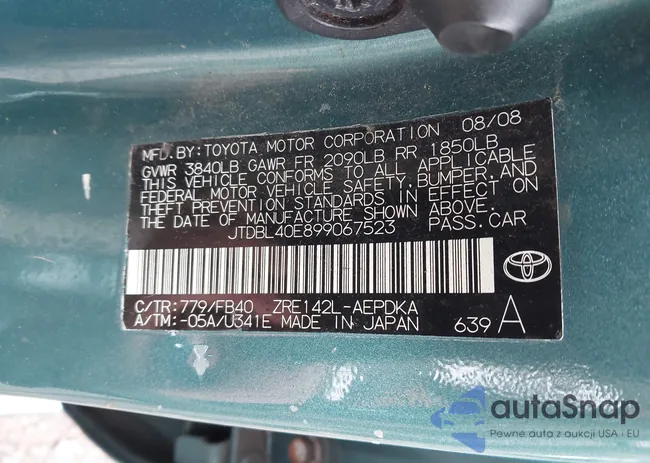 MFD.BY:TOYOTA MOTOR CORPORATION 08/08
GVWR 3840LB GAWR FR 2090LB RR 1850LB
THIS VEHICLE CONFORMS TO ALL APPLICABLE
FEDERAL MOTOR VEHICLE SAFETY,BUMPER,AND
THEFT PREVENTION STANDARDS IN EFFECT ON
THE DATE OF MANUFACTURE SHOWN ABOVE.
JTDBL40E899067523 PASS.CAR
C/TR:779/FB40 ZRE142L-AEPDKA
A/TM:-05A/U341E MADE IN JAPAN 639 A
autaSnap
Pewne auta z aukcji USA i EU